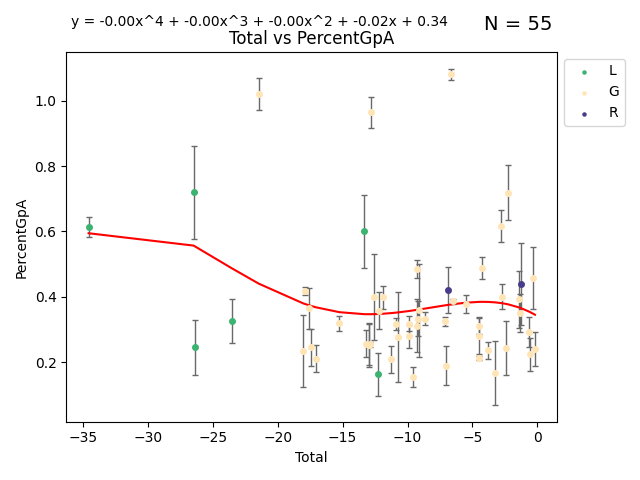 y = -0.00x^4 + -0.00x^3 + -0.00x^2 + -0.02x + 0.34
N = 55
Total vs PercentGpA
L
G
R
1.0
0.8
0.6
0.4
0.2
PercentGpA
−35
−30
−25
−20
−15
−10
−5
0
Total